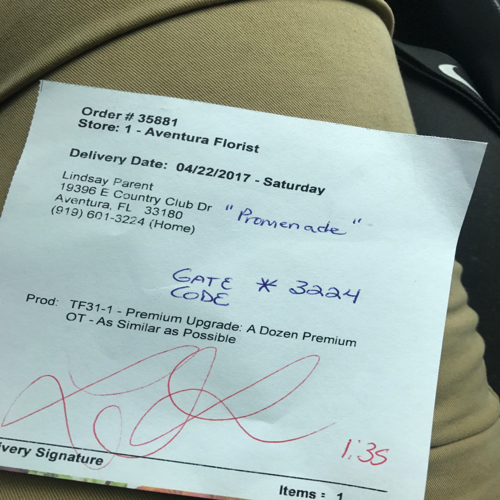 Order # 35881
Store: 1 - Aventura Florist
Delivery Date: 04/22/2017 - Saturday
Lindsay Parent
19396 E Country Club Dr "Promenade"
Aventura, FL 33180
(919) 601-3224 (Home)
GATE CODE * 3224
Prod: TF31-1 - Premium Upgrade: A Dozen Premium
OT - As Similar as Possible
1:35
ivery Signature
Items : 1